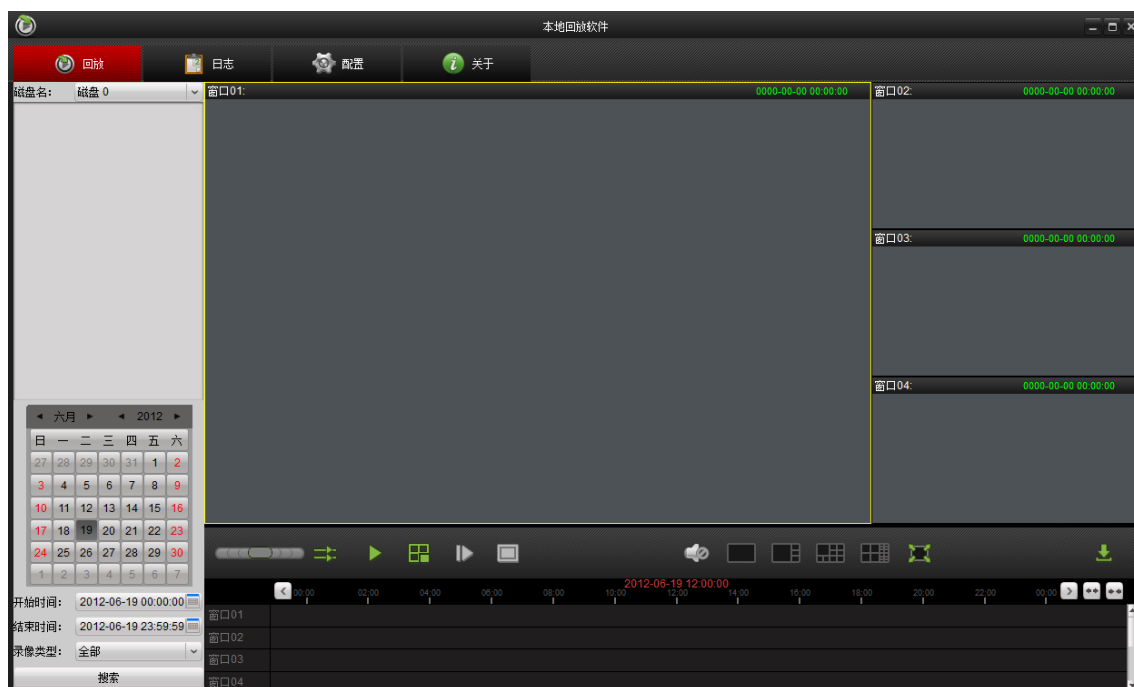 本地回放软件
回放 日志 配置 关于
磁盘名: 磁盘 0
窗口01: 0000-00-00 00:00:00
窗口02: 0000-00-00 00:00:00
窗口03: 0000-00-00 00:00:00
窗口04: 0000-00-00 00:00:00
六月 2012
日 一 二 三 四 五 六
27 28 29 30 31 1 2
3 4 5 6 7 8 9
10 11 12 13 14 15 16
17 18 19 20 21 22 23
24 25 26 27 28 29 30
1 2 3 4 5 6 7
开始时间: 2012-06-19 00:00:00
结束时间: 2012-06-19 23:59:59
录像类型: 全部
搜索
2012-06-19 12:00:00
00:00 02:00 04:00 06:00 08:00 10:00 12:00 14:00 16:00 18:00 20:00 22:00 00:00
窗口01
窗口02
窗口03
窗口04